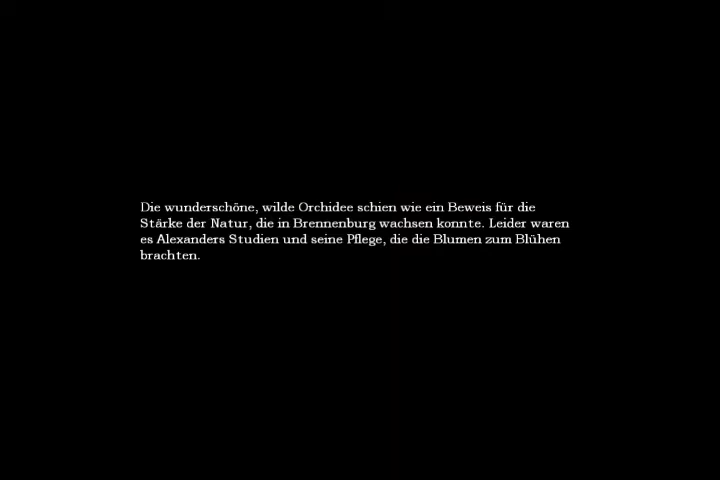 Die wunderschöne, wilde Orchidee schien wie ein Beweis für die
Stärke der Natur, die in Brennenburg wachsen konnte. Leider waren
es Alexanders Studien und seine Pflege, die die Blumen zum Blühen
brachten.